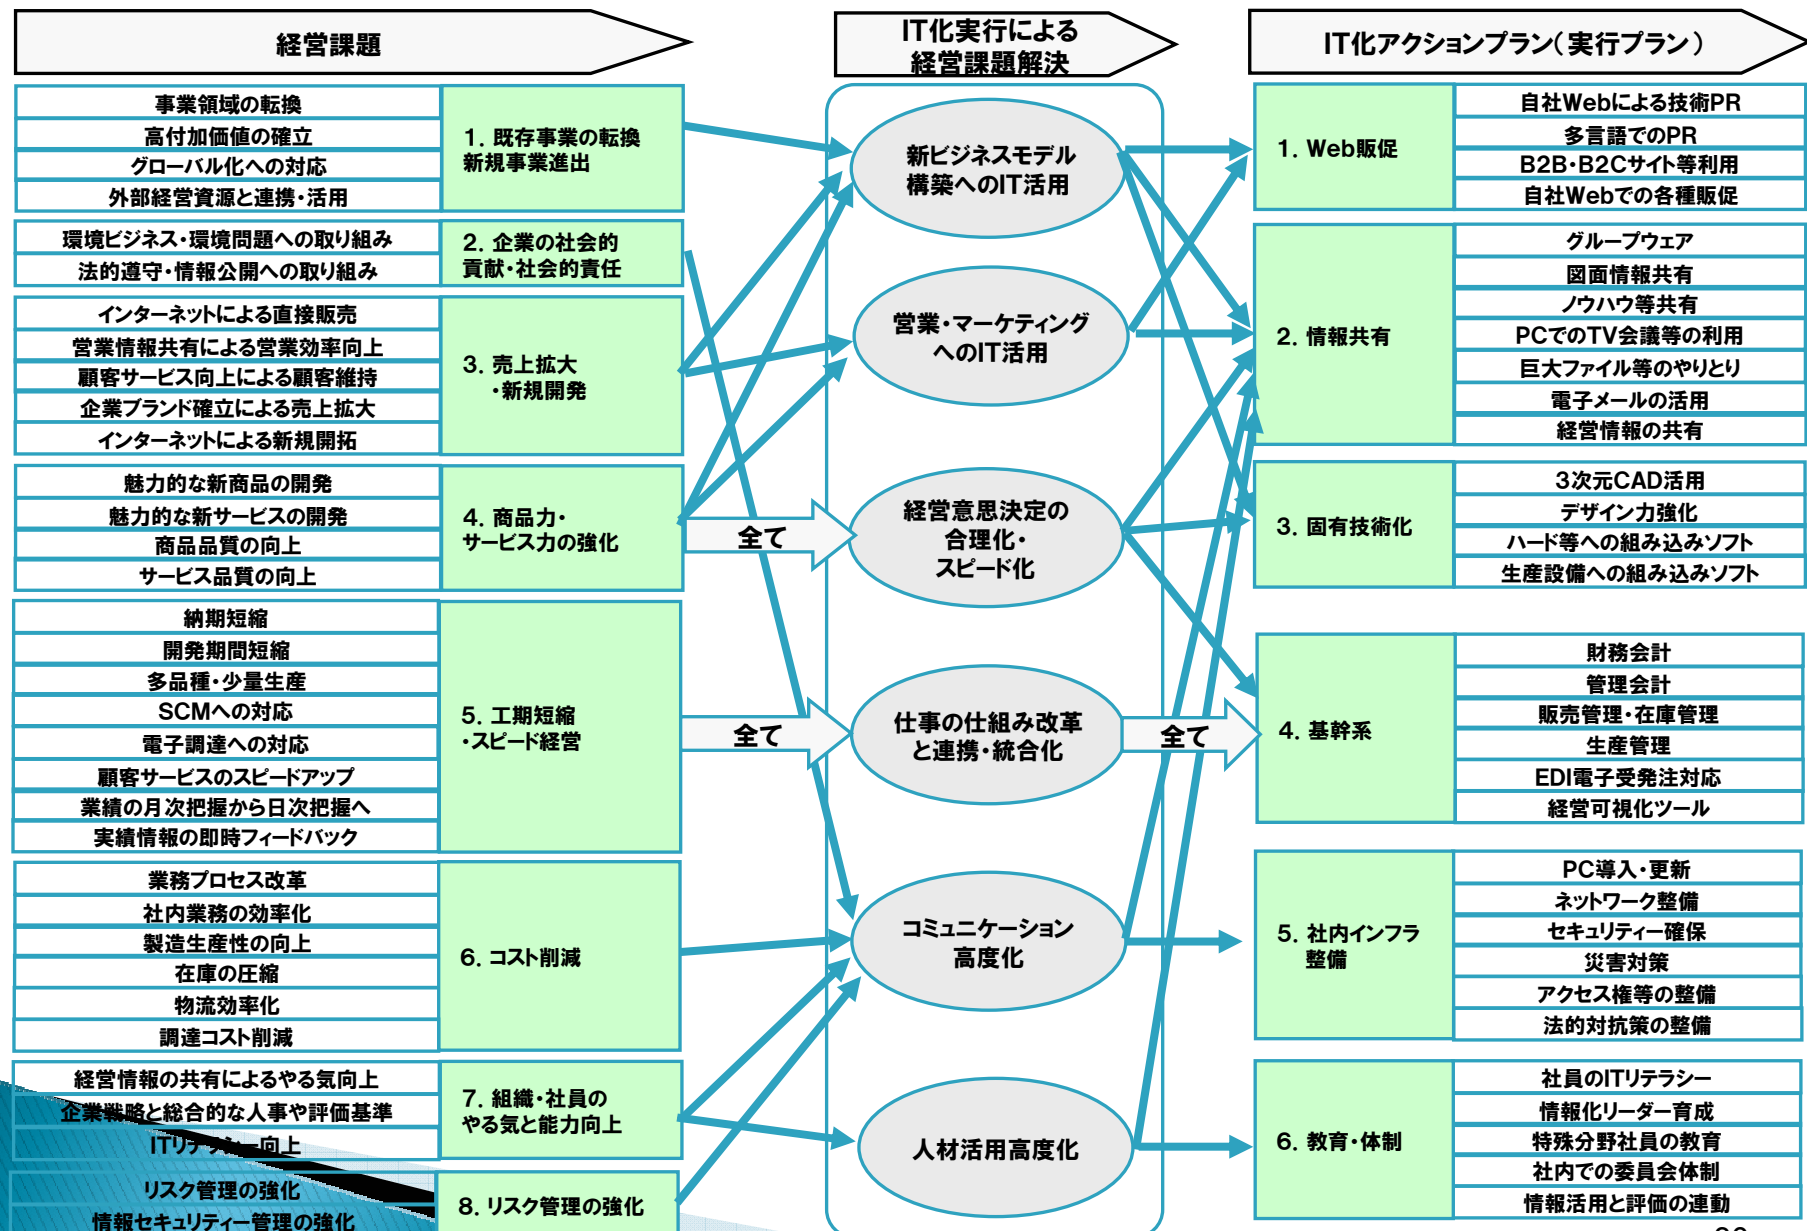 経営課題
IT化実行による
経営課題解決
IT化アクションプラン（実行プラン）
事業領域の転換
高付加価値の確立
グローバル化への対応
外部経営資源と連携・活用
1. 既存事業の転換
新規事業進出
環境ビジネス・環境問題への取り組み
法的遵守・情報公開への取り組み
2. 企業の社会的
貢献・社会的責任
インターネットによる直接販売
営業情報共有による営業効率向上
顧客サービス向上による顧客維持
企業ブランド確立による売上拡大
インターネットによる新規開拓
3. 売上拡大
・新規開発
魅力的な新商品の開発
魅力的な新サービスの開発
商品品質の向上
サービス品質の向上
4. 商品力・
サービス力の強化
納期短縮
開発期間短縮
多品種・少量生産
SCMへの対応
電子調達への対応
顧客サービスのスピードアップ
業績の月次把握から日次把握へ
実績情報の即時フィードバック
5. 工期短縮
・スピード経営
業務プロセス改革
社内業務の効率化
製造生産性の向上
在庫の圧縮
物流効率化
調達コスト削減
6. コスト削減
経営情報の共有によるやる気向上
企業戦略と総合的な人事や評価基準
ITリテラシー向上
7. 組織・社員の
やる気と能力向上
リスク管理の強化
情報セキュリティー管理の強化
8. リスク管理の強化
全て
全て
新ビジネスモデル
構築へのIT活用
営業・マーケティング
へのIT活用
経営意思決定の
合理化・
スピード化
仕事の仕組み改革
と連携・統合化
コミュニケーション
高度化
人材活用高度化
全て
1. Web販促
自社Webによる技術PR
多言語でのPR
B2B・B2Cサイト等利用
自社Webでの各種販促
2. 情報共有
グループウェア
図面情報共有
ノウハウ等共有
PCでのTV会議等の利用
巨大ファイル等のやりとり
電子メールの活用
経営情報の共有
3. 固有技術化
3次元CAD活用
デザイン力強化
ハード等への組み込みソフト
生産設備への組み込みソフト
4. 基幹系
財務会計
管理会計
販売管理・在庫管理
生産管理
EDI電子受発注対応
経営可視化ツール
5. 社内インフラ
整備
PC導入・更新
ネットワーク整備
セキュリティー確保
災害対策
アクセス権等の整備
法的対抗策の整備
6. 教育・体制
社員のITリテラシー
情報化リーダー育成
特殊分野社員の教育
社内での委員会体制
情報活用と評価の連動